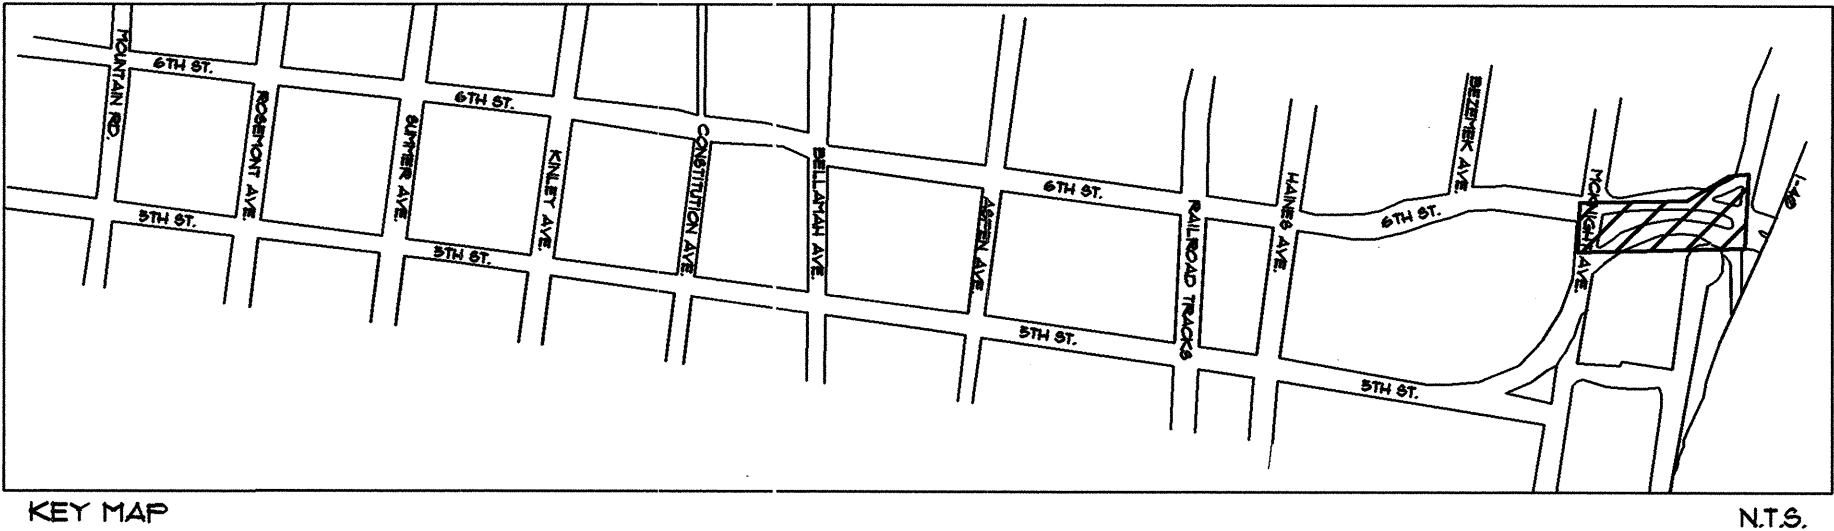 MOUNTAIN RD.
6TH ST.
ROSEMONT AVE.
SUMMER AVE.
6TH ST.
KINLEY AVE.
CONSTITUTION AVE.
BELLAMAH AVE.
ASPEN AVE.
6TH ST.
RAILROAD TRACKS
HAINES AVE.
6TH ST.
BEZEMEK AVE.
MCKNIGHT AVE.
I-40
5TH ST.
5TH ST.
5TH ST.
5TH ST.
KEY MAP
N.T.S.